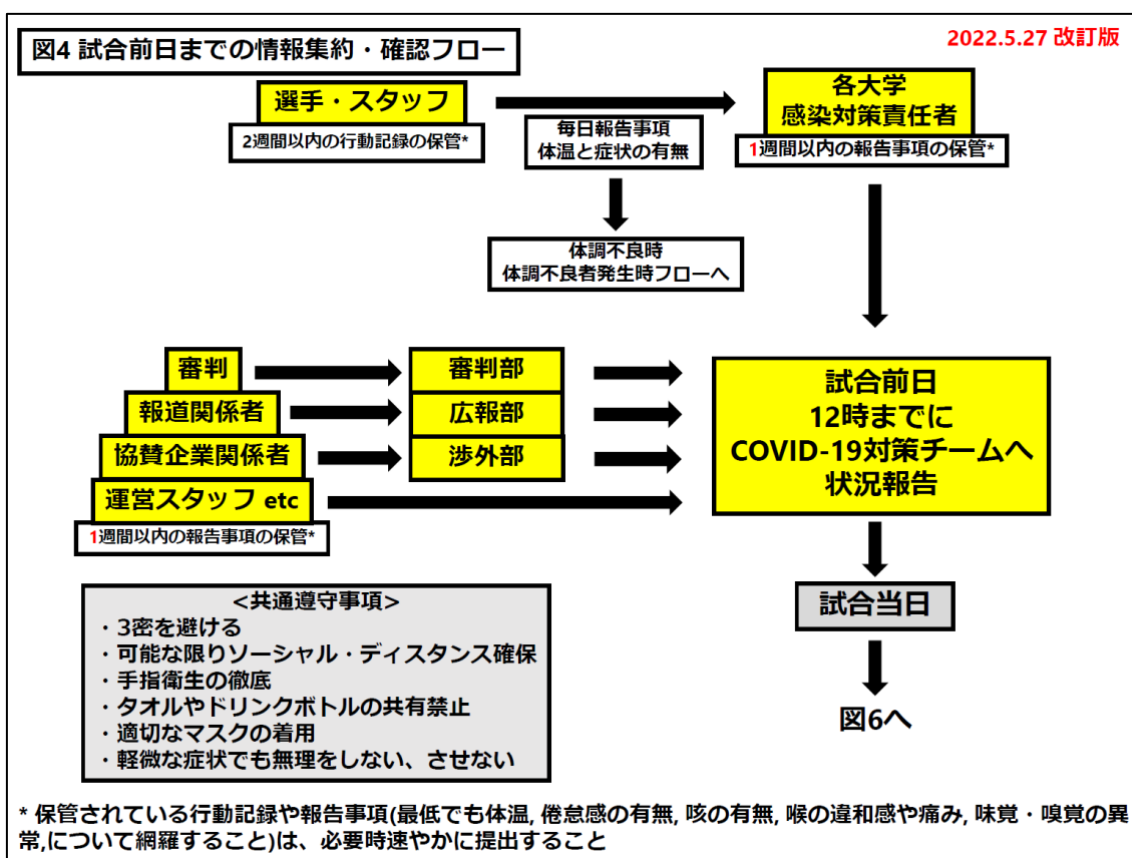 図4 試合前日までの情報集約・確認フロー
2022.5.27 改訂版
選手・スタッフ
2週間以内の行動記録の保管*
毎日報告事項
体温と症状の有無
各大学
感染対策責任者
1週間以内の報告事項の保管*
体調不良時
体調不良者発生時フローへ
審判
審判部
報道関係者
広報部
協賛企業関係者
渉外部
運営スタッフ etc
1週間以内の報告事項の保管*
試合前日
12時までに
COVID-19対策チームへ
状況報告
試合当日
図6へ
<共通遵守事項>
・3密を避ける
・可能な限りソーシャル・ディスタンス確保
・手指衛生の徹底
・タオルやドリンクボトルの共有禁止
・適切なマスクの着用
・軽微な症状でも無理をしない、させない
* 保管されている行動記録や報告事項(最低でも体温, 倦怠感の有無, 咳の有無, 喉の違和感や痛み, 味覚・嗅覚の異
常,について網羅すること)は、必要時速やかに提出すること